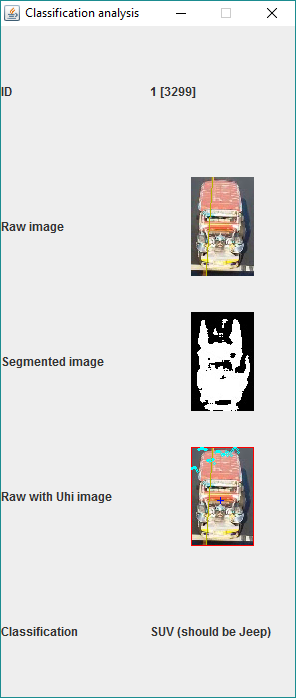 Classification analysis
ID 1 [3299]
Raw image
Segmented image
Raw with Uhi image
Classification SUV (should be Jeep)